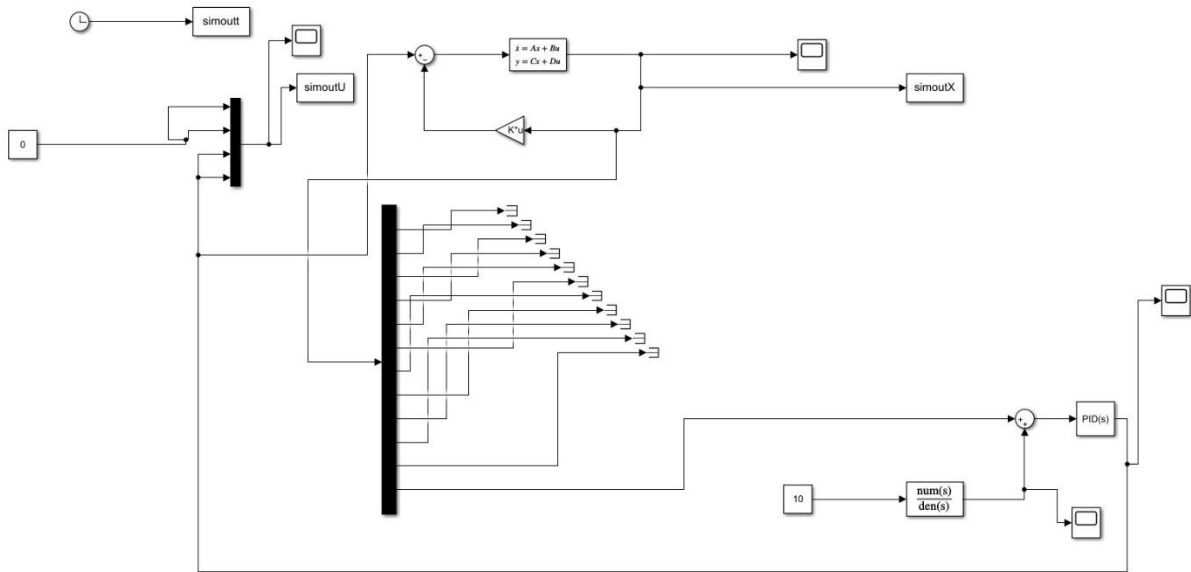 simoutt
simoutU
+
−
ẋ = Ax + Bu
y = Cx + Du
simoutX
K*u
0
+
+
PID(s)
10
num(s)
den(s)